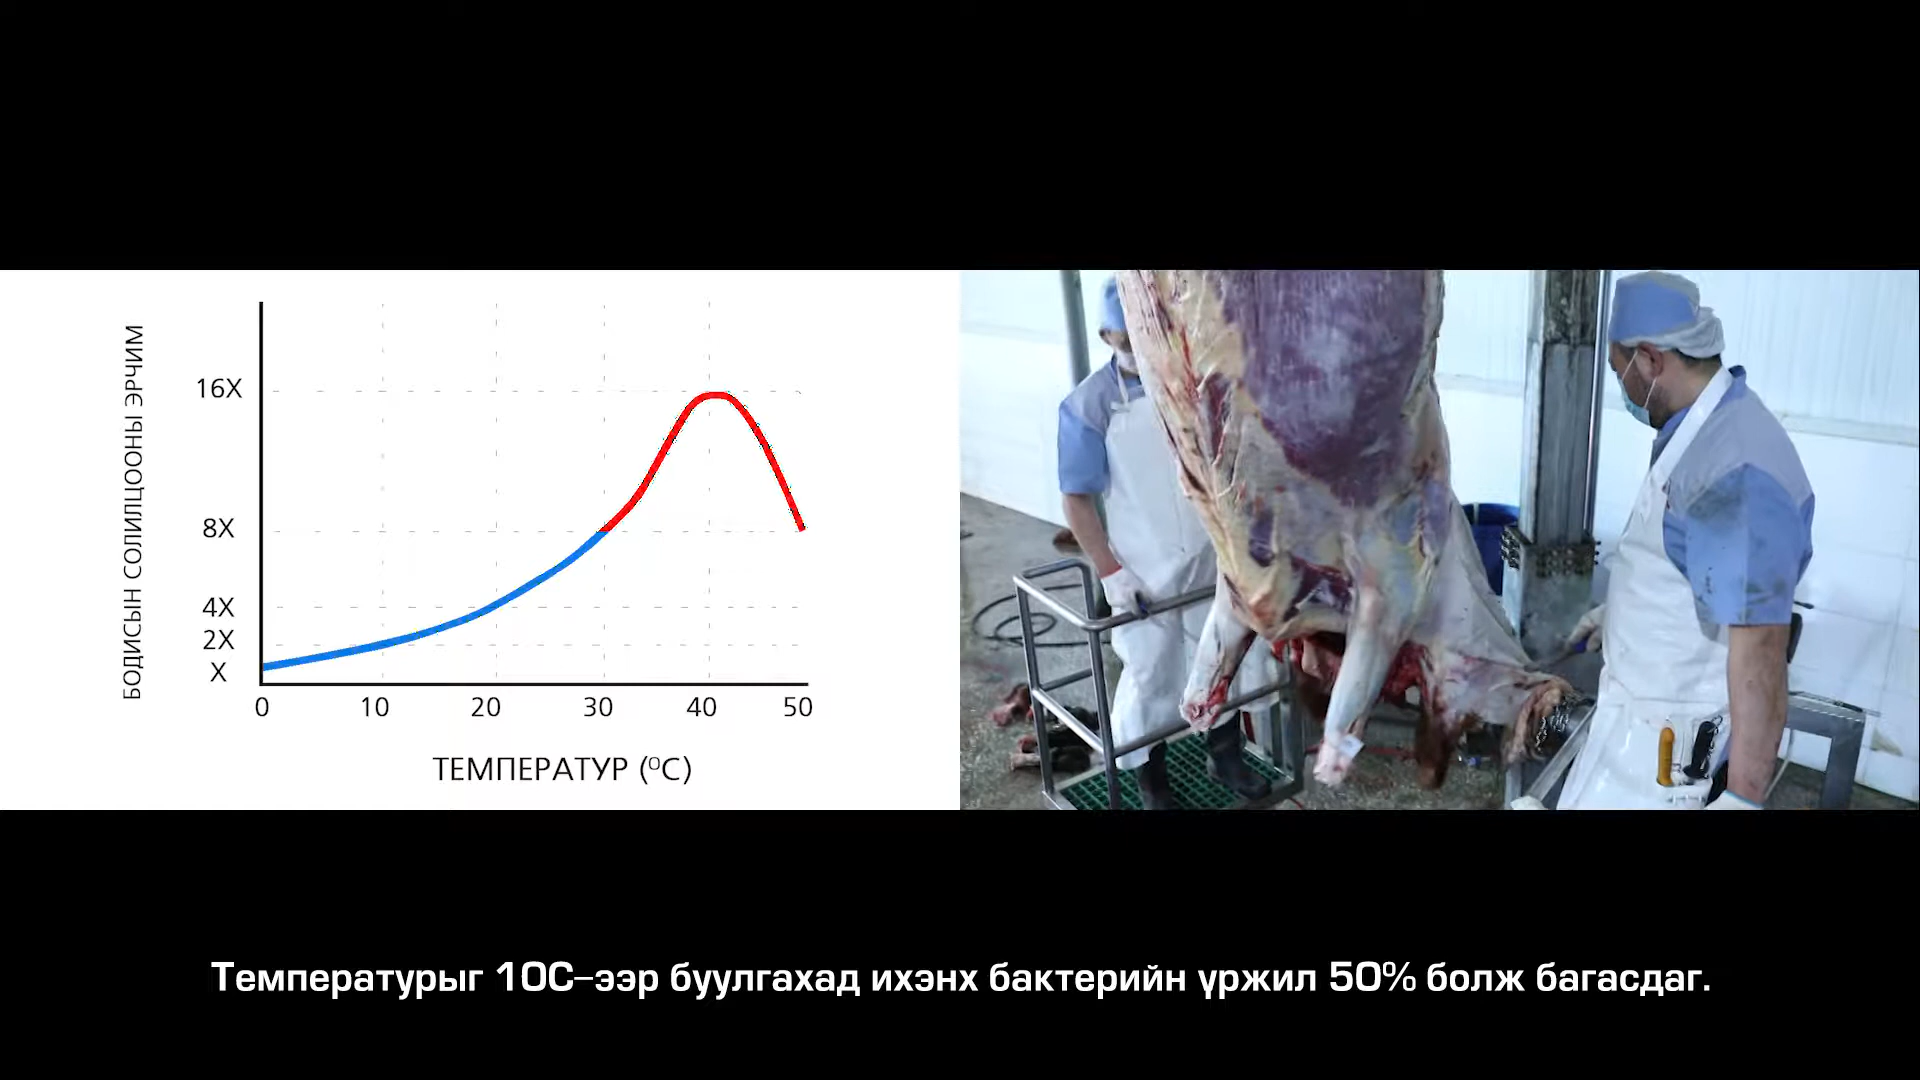 БОДИСЫН СОЛИЛЦООНЫ ЭРЧИМ
16X
8X
4X
2X
X
0 10 20 30 40 50
ТЕМПЕРАТУР (⁰C)
Температурыг 10С–ээр буулгахад ихэнх бактерийн үржил 50% болж багасдаг.